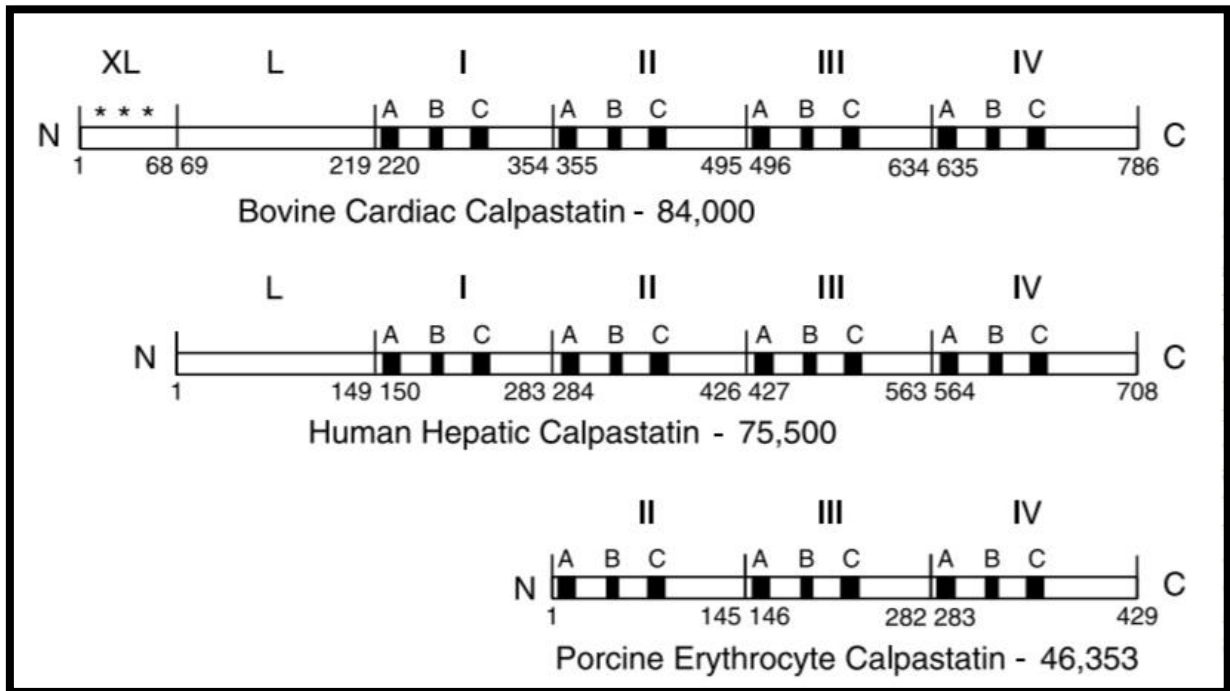 XL L I II III IV
* * * A B C A B C A B C A B C
N C
1 68 69 219 220 354 355 495 496 634 635 786
Bovine Cardiac Calpastatin - 84,000
L I II III IV
A B C A B C A B C A B C
N C
1 149 150 283 284 426 427 563 564 708
Human Hepatic Calpastatin - 75,500
II III IV
A B C A B C A B C
N C
1 145 146 282 283 429
Porcine Erythrocyte Calpastatin - 46,353